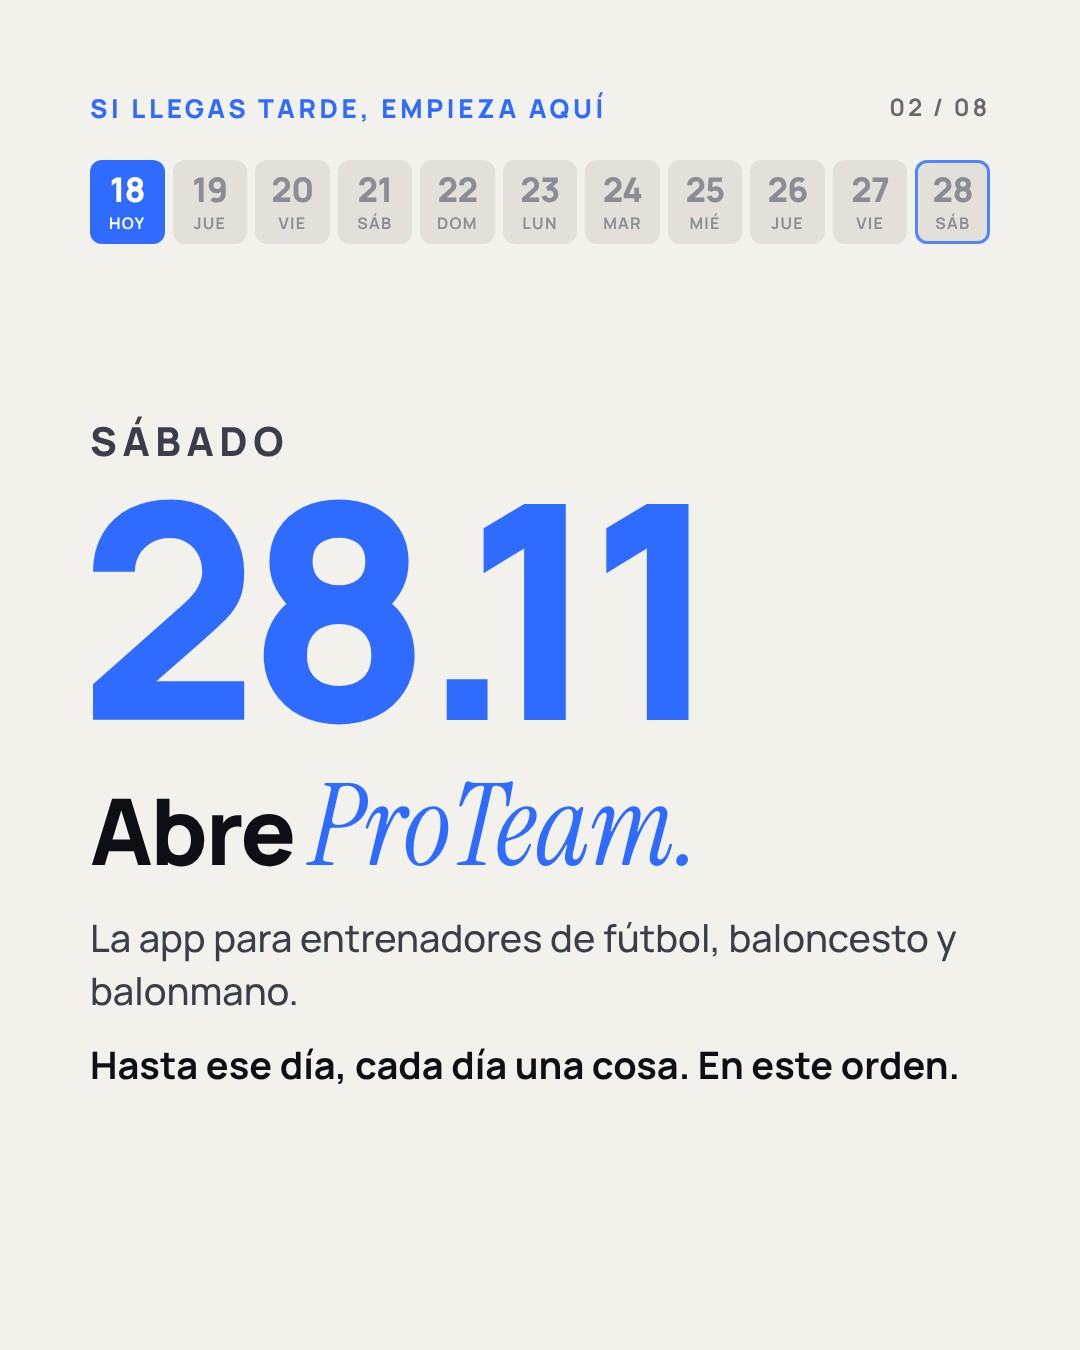 SI LLEGAS TARDE, EMPIEZA AQUÍ
02 / 08
18 19 20 21 22 23 24 25 26 27 28
HOY JUE VIE SÁB DOM LUN MAR MIÉ JUE VIE SÁB
SÁBADO
28.11
Abre ProTeam.
La app para entrenadores de fútbol, baloncesto y
balonmano.
Hasta ese día, cada día una cosa. En este orden.